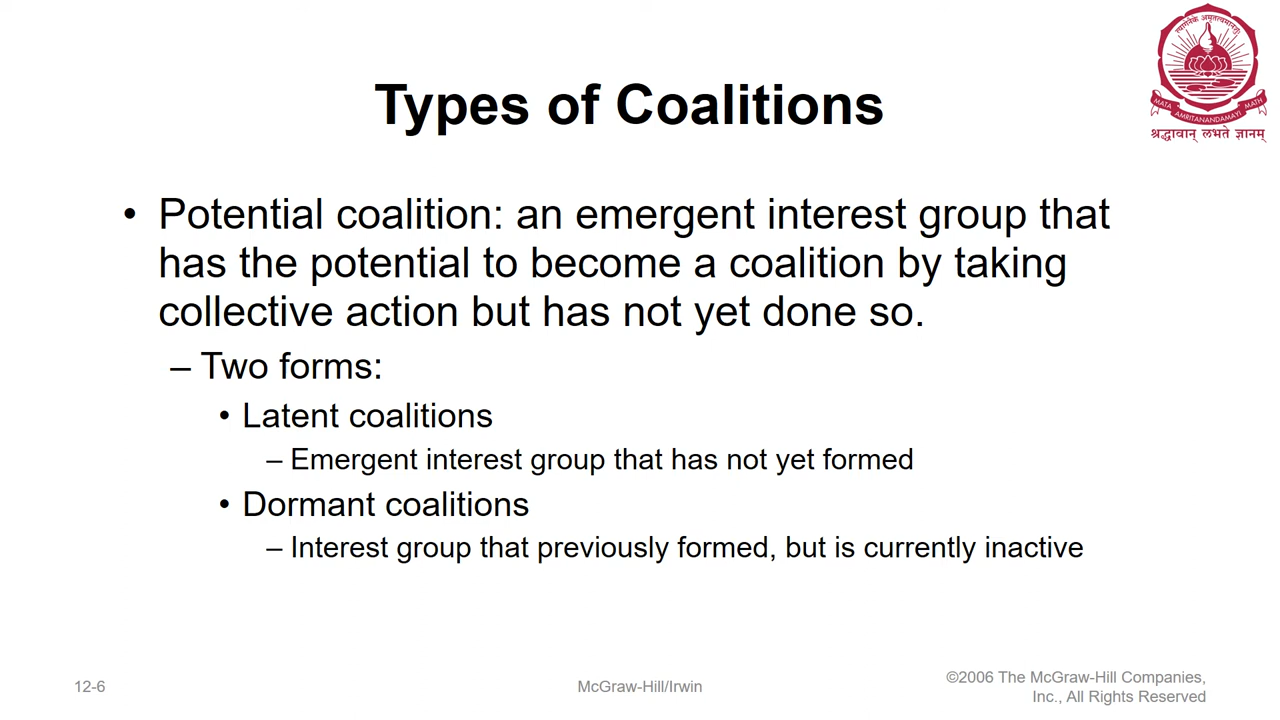 Types of Coalitions
• Potential coalition: an emergent interest group that
has the potential to become a coalition by taking
collective action but has not yet done so.
– Two forms:
• Latent coalitions
– Emergent interest group that has not yet formed
• Dormant coalitions
– Interest group that previously formed, but is currently inactive
MATA AMRITANANDAMAYI MATH
श्रद्धावान् लभते ज्ञानम्
12-6
McGraw-Hill/Irwin
©2006 The McGraw-Hill Companies,
Inc., All Rights Reserved